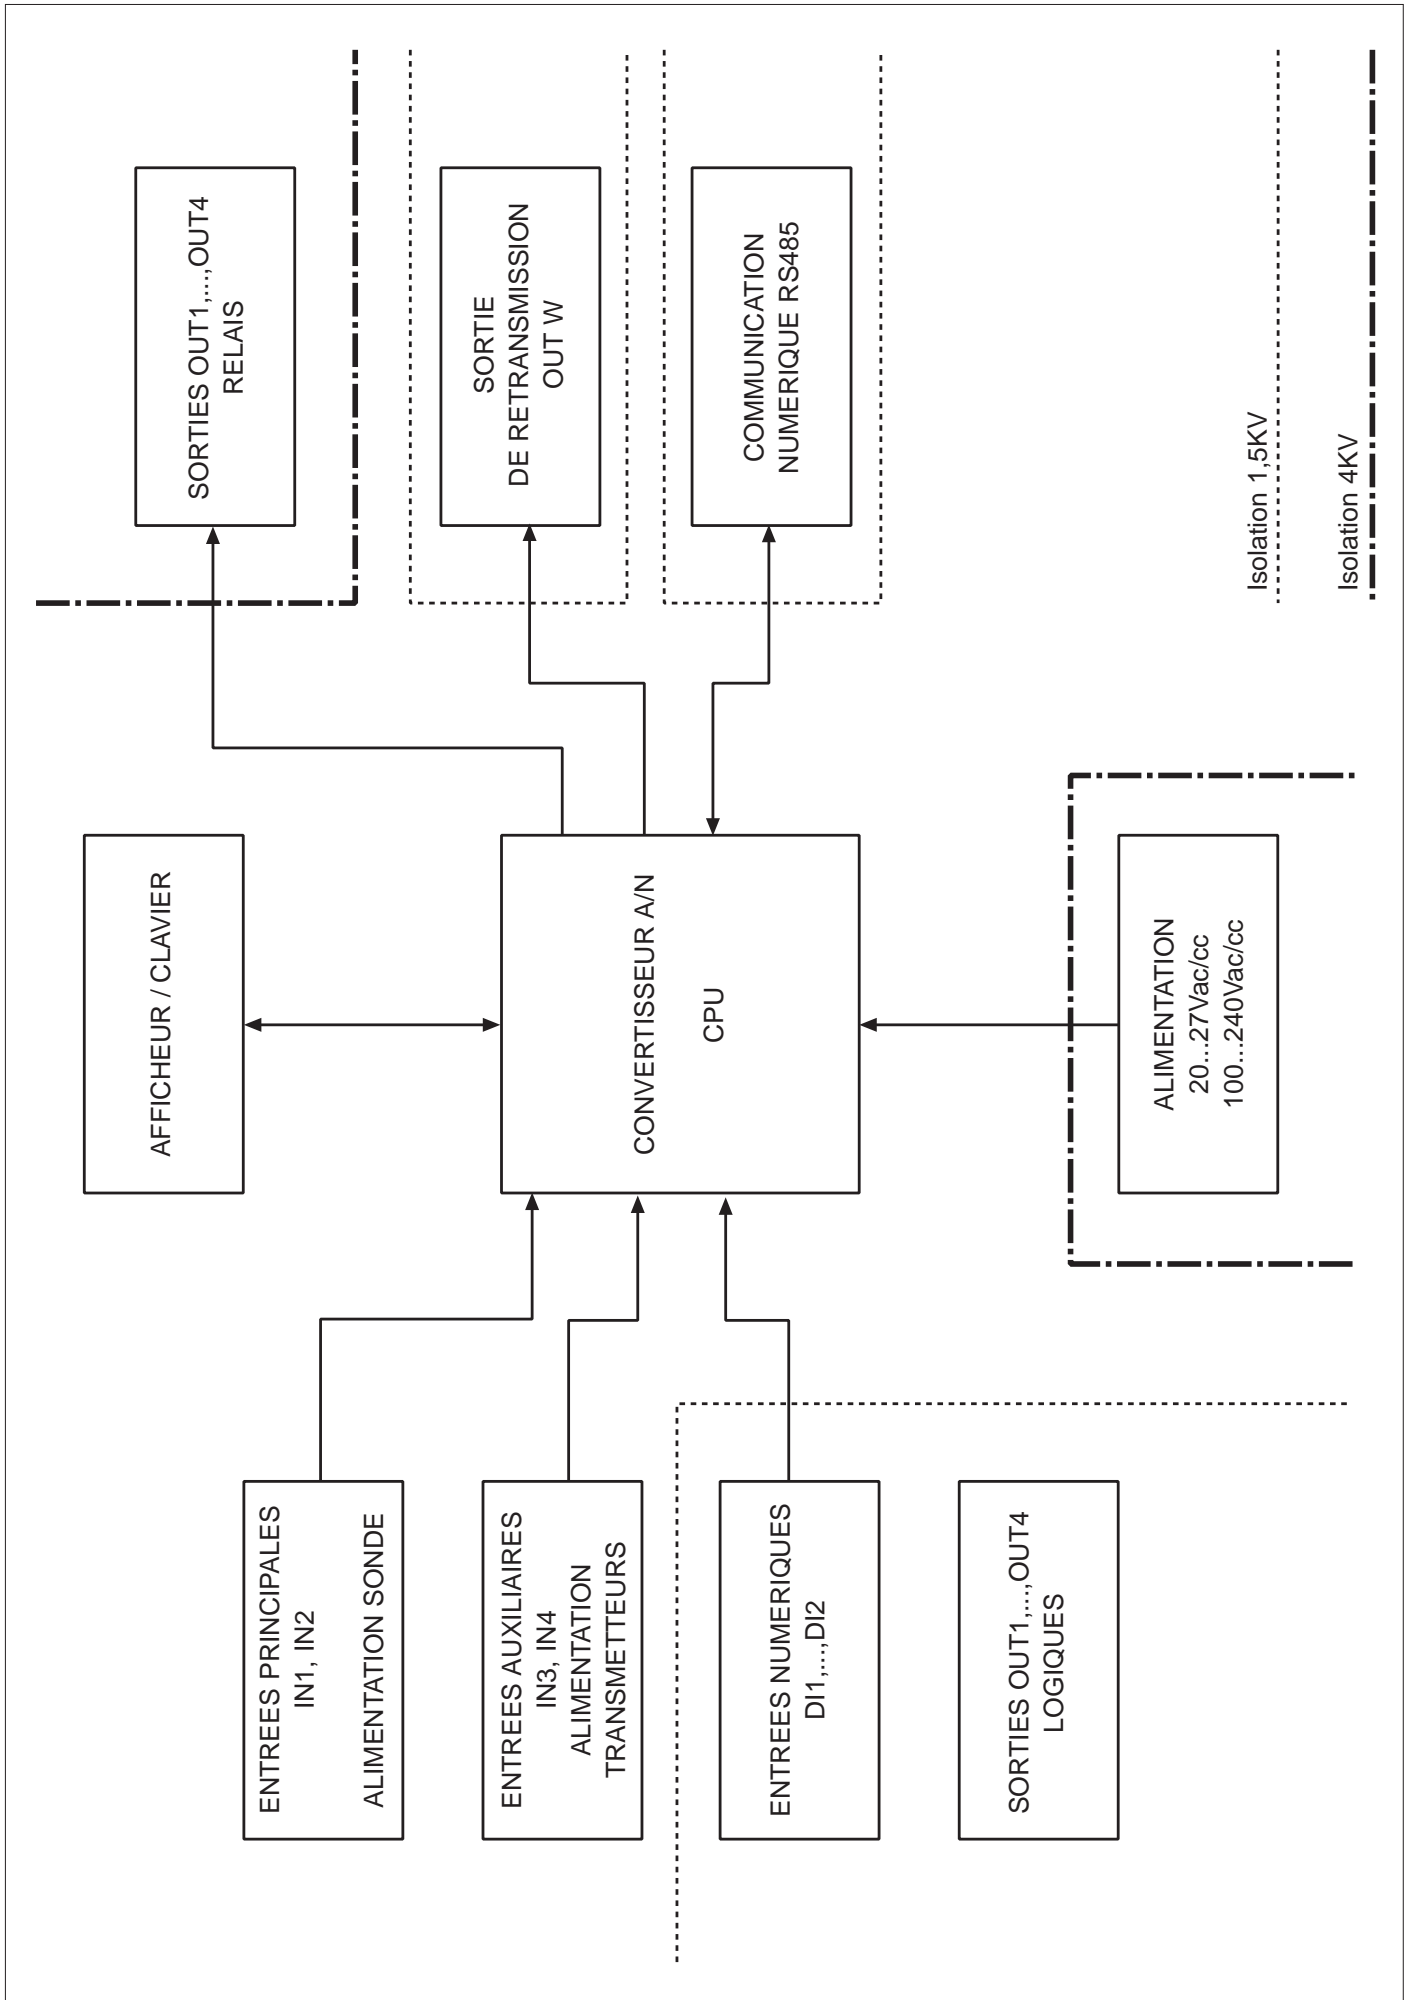 ENTREES PRINCIPALES
IN1, IN2
ALIMENTATION SONDE
ENTREES AUXILIAIRES
IN3, IN4
ALIMENTATION
TRANSMETTEURS
ENTREES NUMERIQUES
DI1,...,DI2
SORTIES OUT1,...,OUT4
LOGIQUES
AFFICHEUR / CLAVIER
CONVERTISSEUR A/N
CPU
ALIMENTATION
20...27Vac/cc
100...240Vac/cc
SORTIES OUT1,...,OUT4
RELAIS
SORTIE
DE RETRANSMISSION
OUT W
COMMUNICATION
NUMERIQUE RS485
Isolation 1,5KV
Isolation 4KV